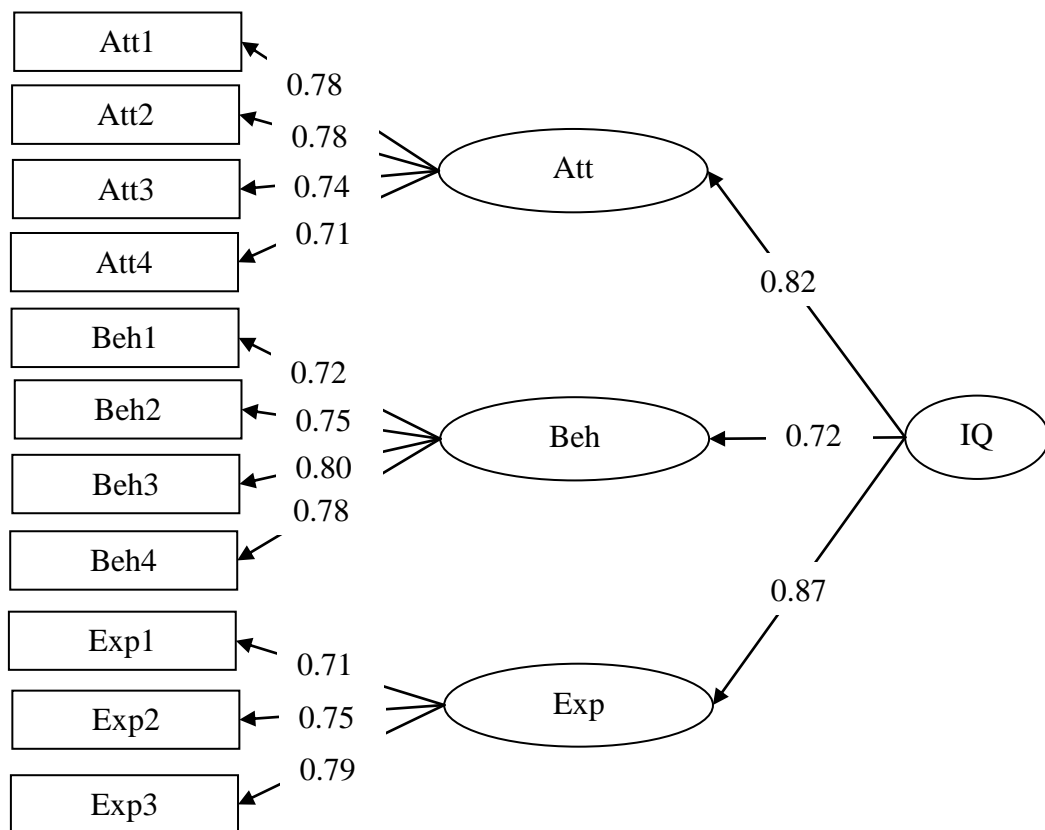 Att1
0.78
Att2
0.78
Att
Att3
0.74
0.71
Att4
0.82
Beh1
0.72
Beh2
0.75
Beh
0.72
IQ
Beh3
0.80
0.78
Beh4
0.87
Exp1
0.71
Exp2
0.75
Exp
0.79
Exp3